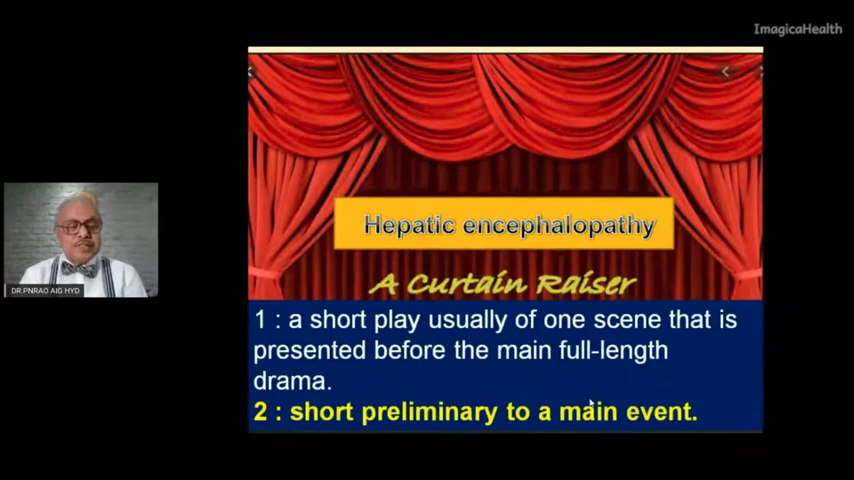 ImagicaHealth
Hepatic encephalopathy
A Curtain Raiser
DR.PNRAO AIG HYD
1 : a short play usually of one scene that is
presented before the main full-length
drama.
2 : short preliminary to a main event.